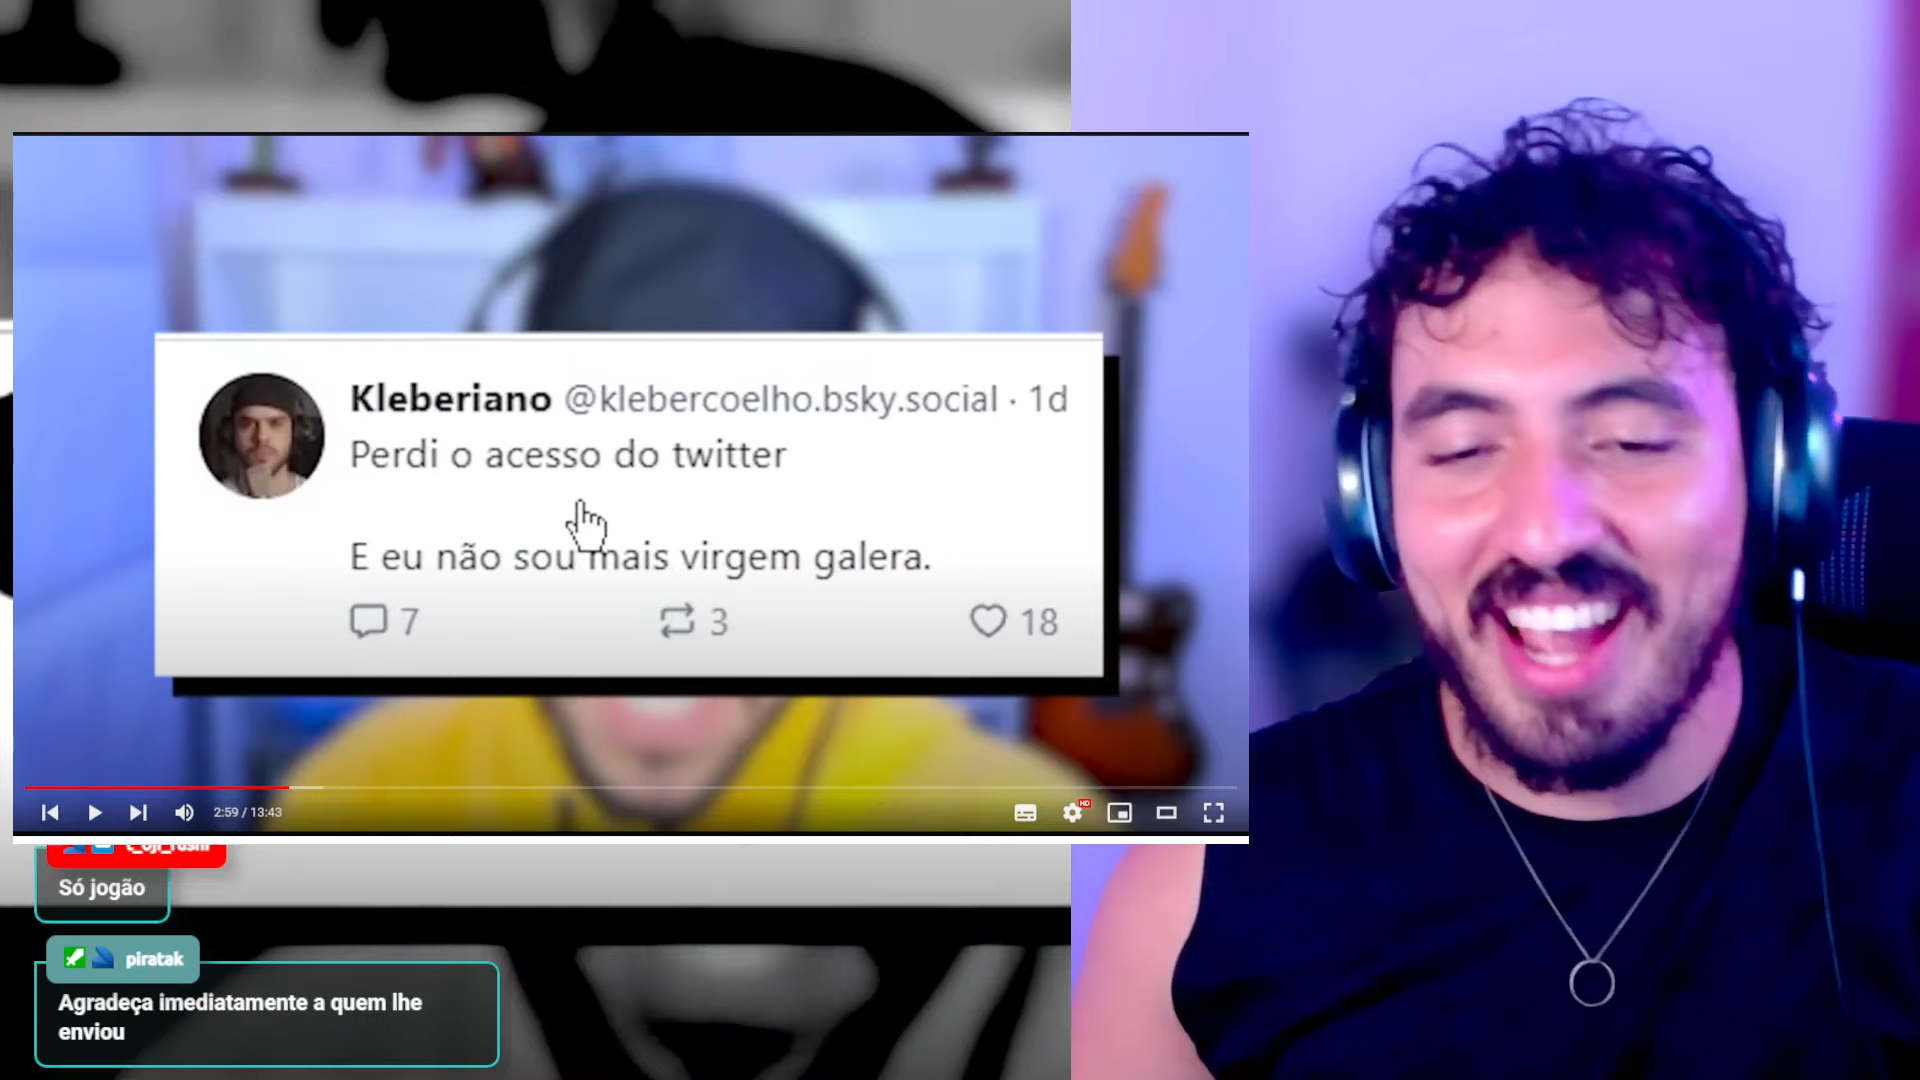 Kleberiano @klebercoelho.bsky.social · 1d
Perdi o acesso do twitter
E eu não sou mais virgem galera.
7 3 18
2:59 / 13:43
HD
Só jogão
piratak
Agradeça imediatamente a quem lhe
enviou